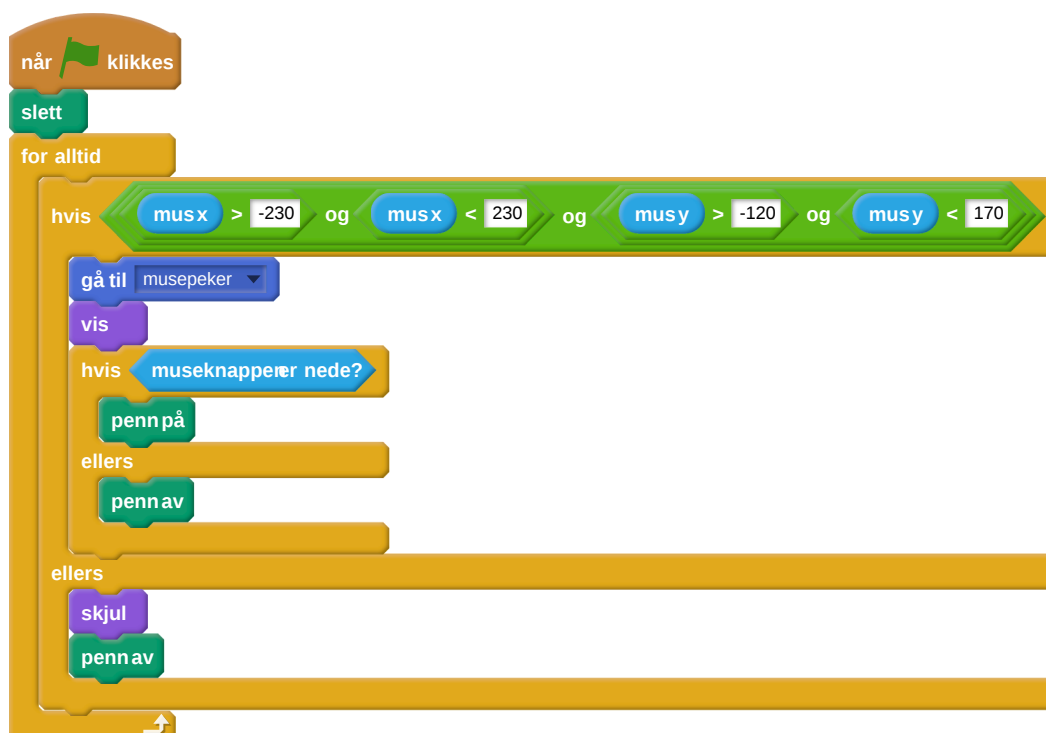 når klikkes
slett
for alltid
hvis mus x > -230 og mus x < 230 og mus y > -120 og mus y < 170
gå til musepeker
vis
hvis museknappen er nede?
penn på
ellers
penn av
ellers
skjul
penn av